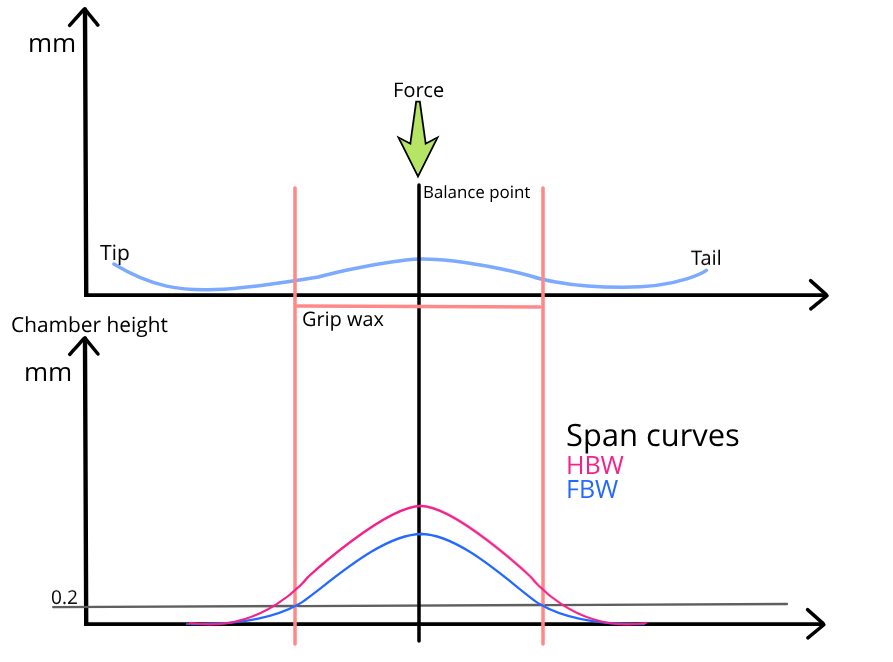 mm
Force
Balance point
Tip
Tail
Grip wax
Chamber height
mm
Span curves
HBW
FBW
0.2